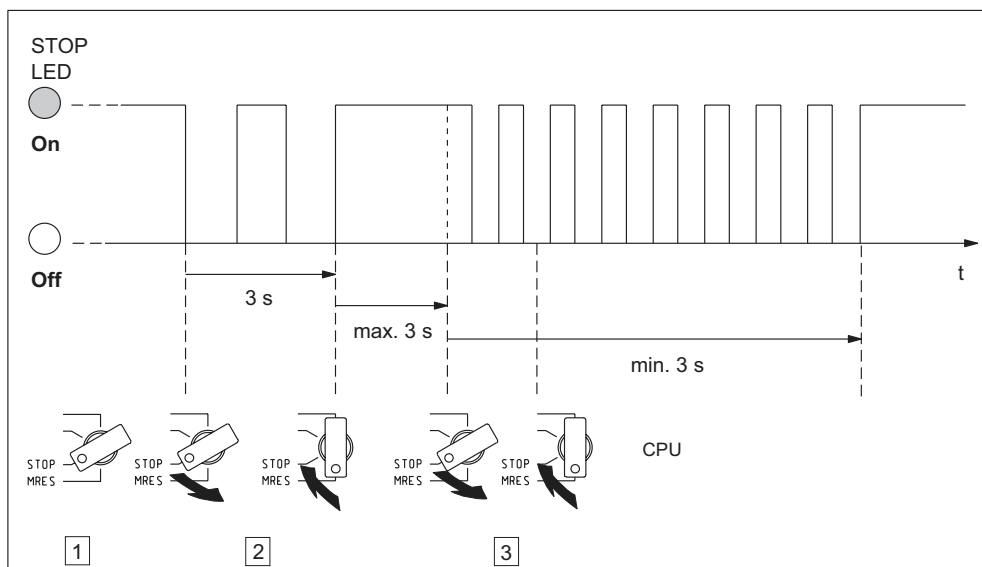 STOP
LED
On
Off
t
3 s
max. 3 s
min. 3 s
STOP
MRES
STOP
MRES
STOP
MRES
STOP
MRES
STOP
MRES
CPU
1
2
3